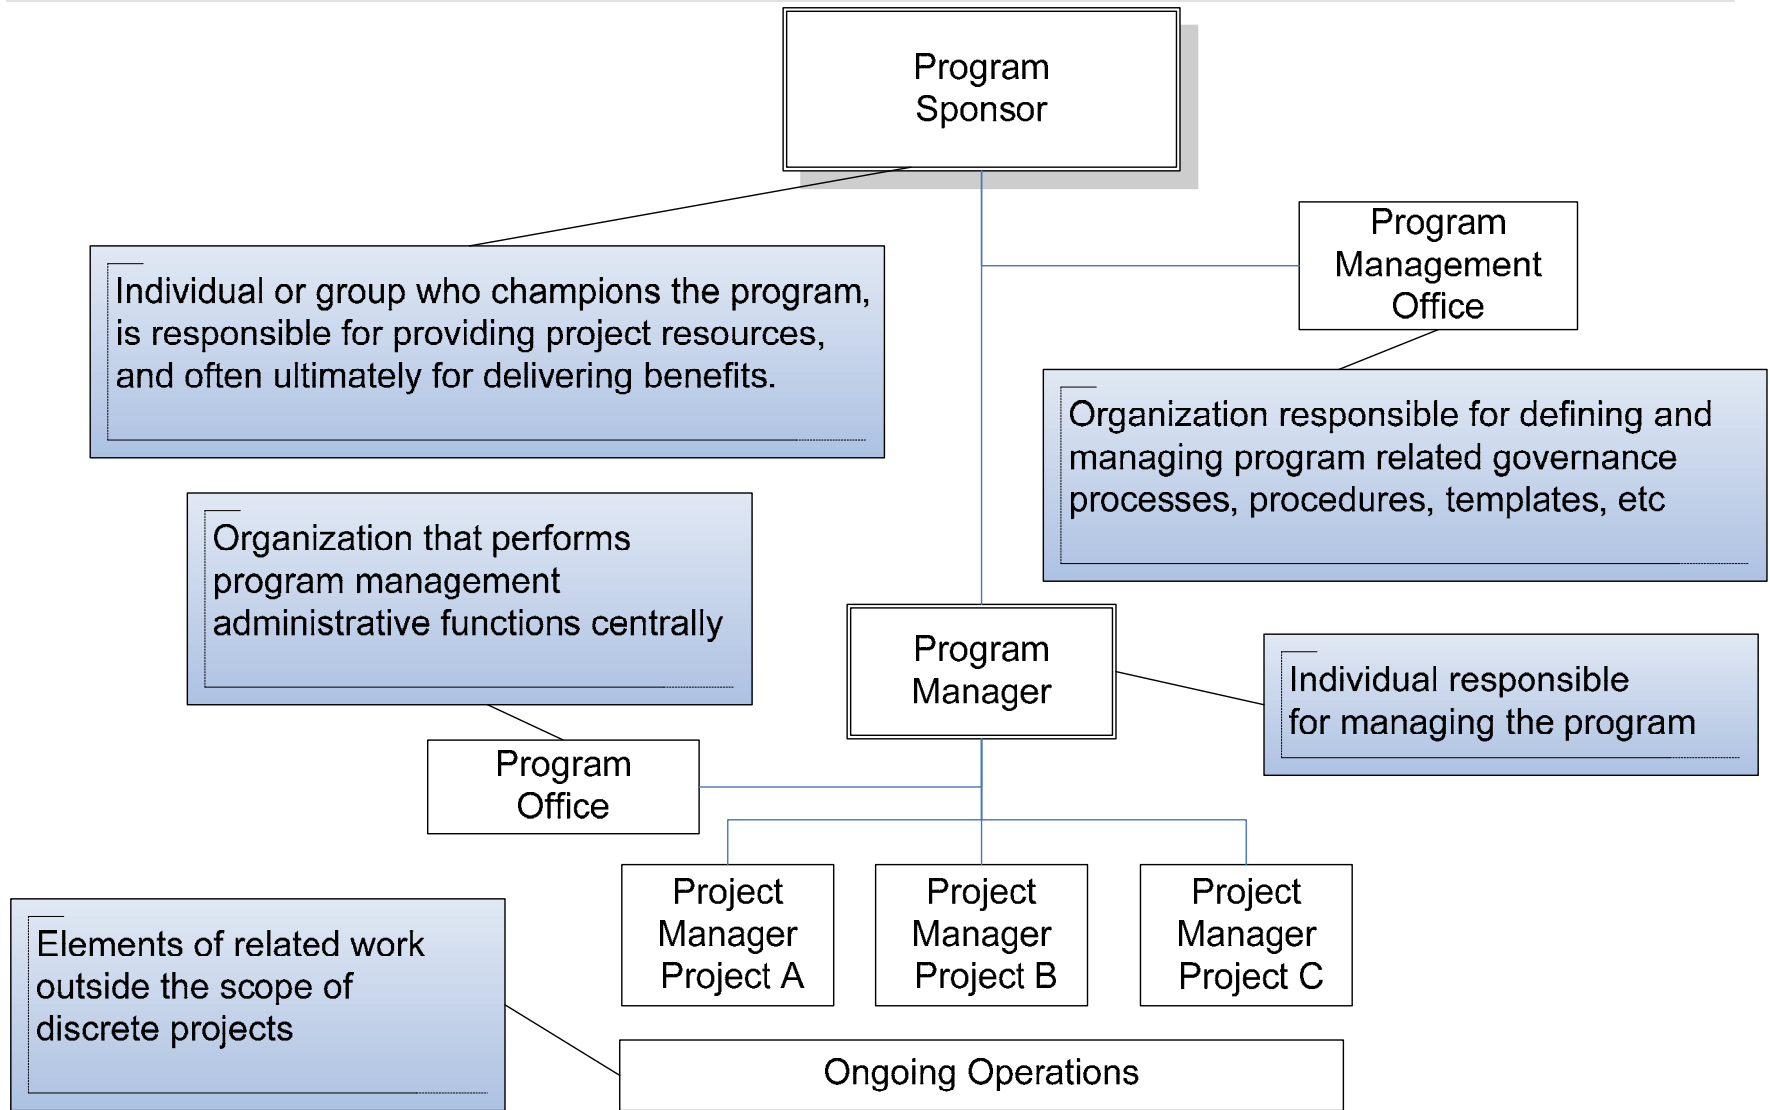 Program
Sponsor
Program
Management
Office
Individual or group who champions the program,
is responsible for providing project resources,
and often ultimately for delivering benefits.
Organization responsible for defining and
managing program related governance
processes, procedures, templates, etc
Organization that performs
program management
administrative functions centrally
Program
Manager
Individual responsible
for managing the program
Program
Office
Project
Manager
Project A
Project
Manager
Project B
Project
Manager
Project C
Elements of related work
outside the scope of
discrete projects
Ongoing Operations